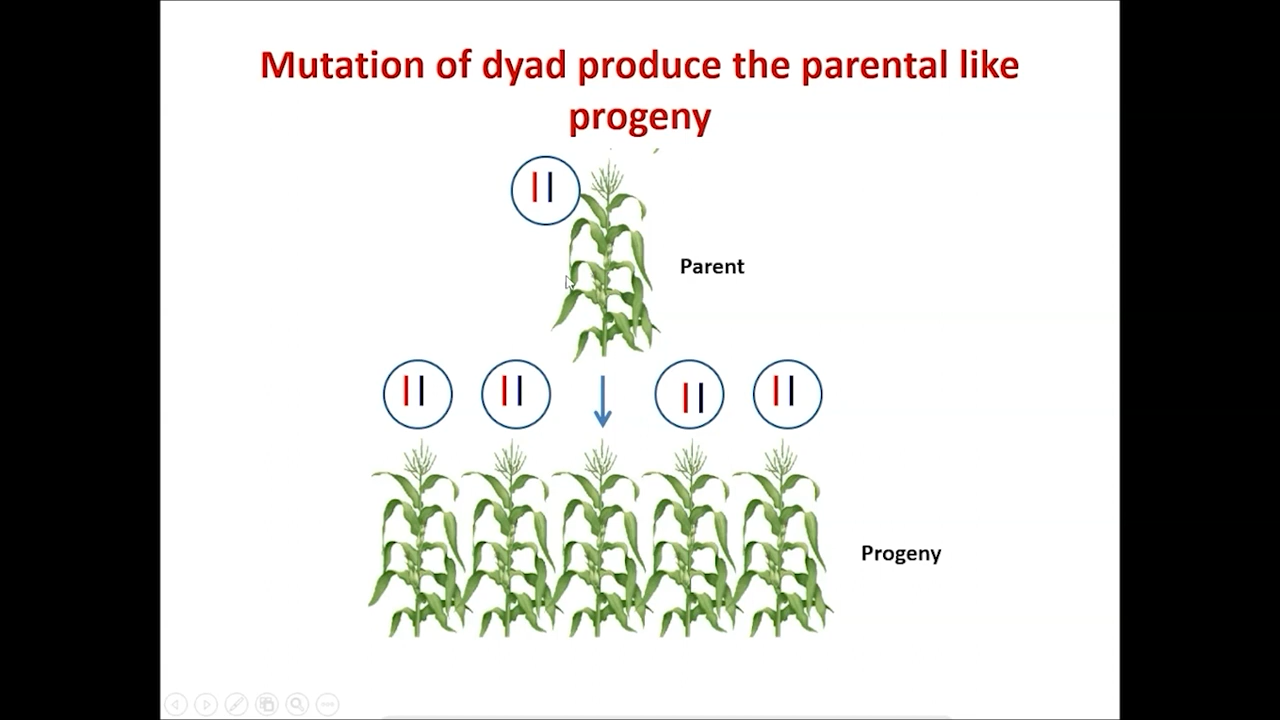 Mutation of dyad produce the parental like
progeny
Parent
Progeny